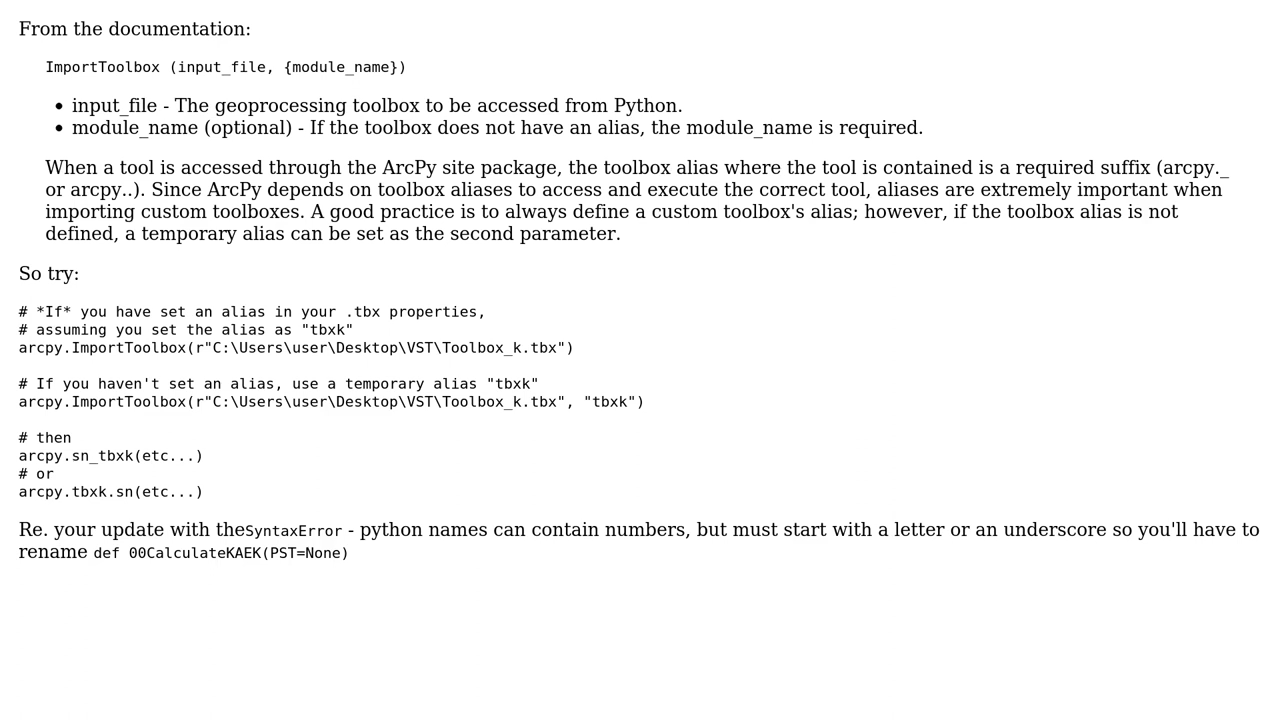 From the documentation:
ImportToolbox (input_file, {module_name})
• input_file - The geoprocessing toolbox to be accessed from Python.
• module_name (optional) - If the toolbox does not have an alias, the module_name is required.
When a tool is accessed through the ArcPy site package, the toolbox alias where the tool is contained is a required suffix (arcpy._
or arcpy..). Since ArcPy depends on toolbox aliases to access and execute the correct tool, aliases are extremely important when
importing custom toolboxes. A good practice is to always define a custom toolbox's alias; however, if the toolbox alias is not
defined, a temporary alias can be set as the second parameter.
So try:
# *If* you have set an alias in your .tbx properties,
# assuming you set the alias as "tbxk"
arcpy.ImportToolbox(r"C:\Users\user\Desktop\VST\Toolbox_k.tbx")
# If you haven't set an alias, use a temporary alias "tbxk"
arcpy.ImportToolbox(r"C:\Users\user\Desktop\VST\Toolbox_k.tbx", "tbxk")
# then
arcpy.sn_tbxk(etc...)
# or
arcpy.tbxk.sn(etc...)
Re. your update with theSyntaxError - python names can contain numbers, but must start with a letter or an underscore so you'll have to
rename def 00CalculateKAEK(PST=None)